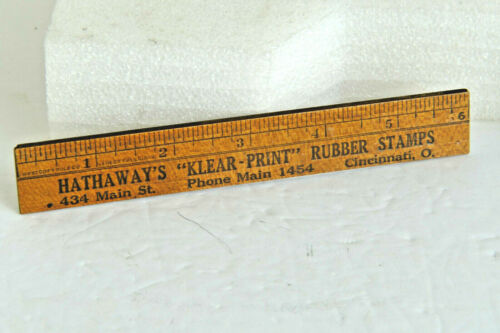 1 2 3 4 5 6
HATHAWAY'S "KLEAR-PRINT" RUBBER STAMPS
434 Main St. Phone Main 1454 Cincinnati, O.